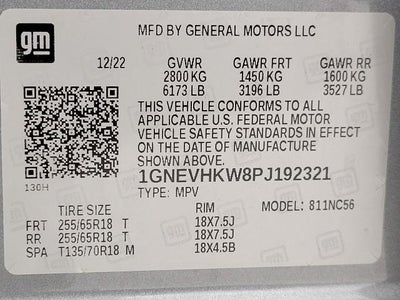 gm
MFD BY GENERAL MOTORS LLC
12/22 GVWR GAWR FRT GAWR RR
2800 KG 1450 KG 1600 KG
6173 LB 3196 LB 3527 LB
THIS VEHICLE CONFORMS TO ALL
APPLICABLE U.S. FEDERAL MOTOR
VEHICLE SAFETY STANDARDS IN EFFECT
ON THE DATE OF MANUFACTURE
SHOWN ABOVE.
130H
1GNEVHKW8PJ192321
TYPE: MPV
TIRE SIZE RIM MODEL: 811NC56
FRT 255/65R18 T 18X7.5J
RR 255/65R18 T 18X7.5J
SPA T135/70R18 M 18X4.5B